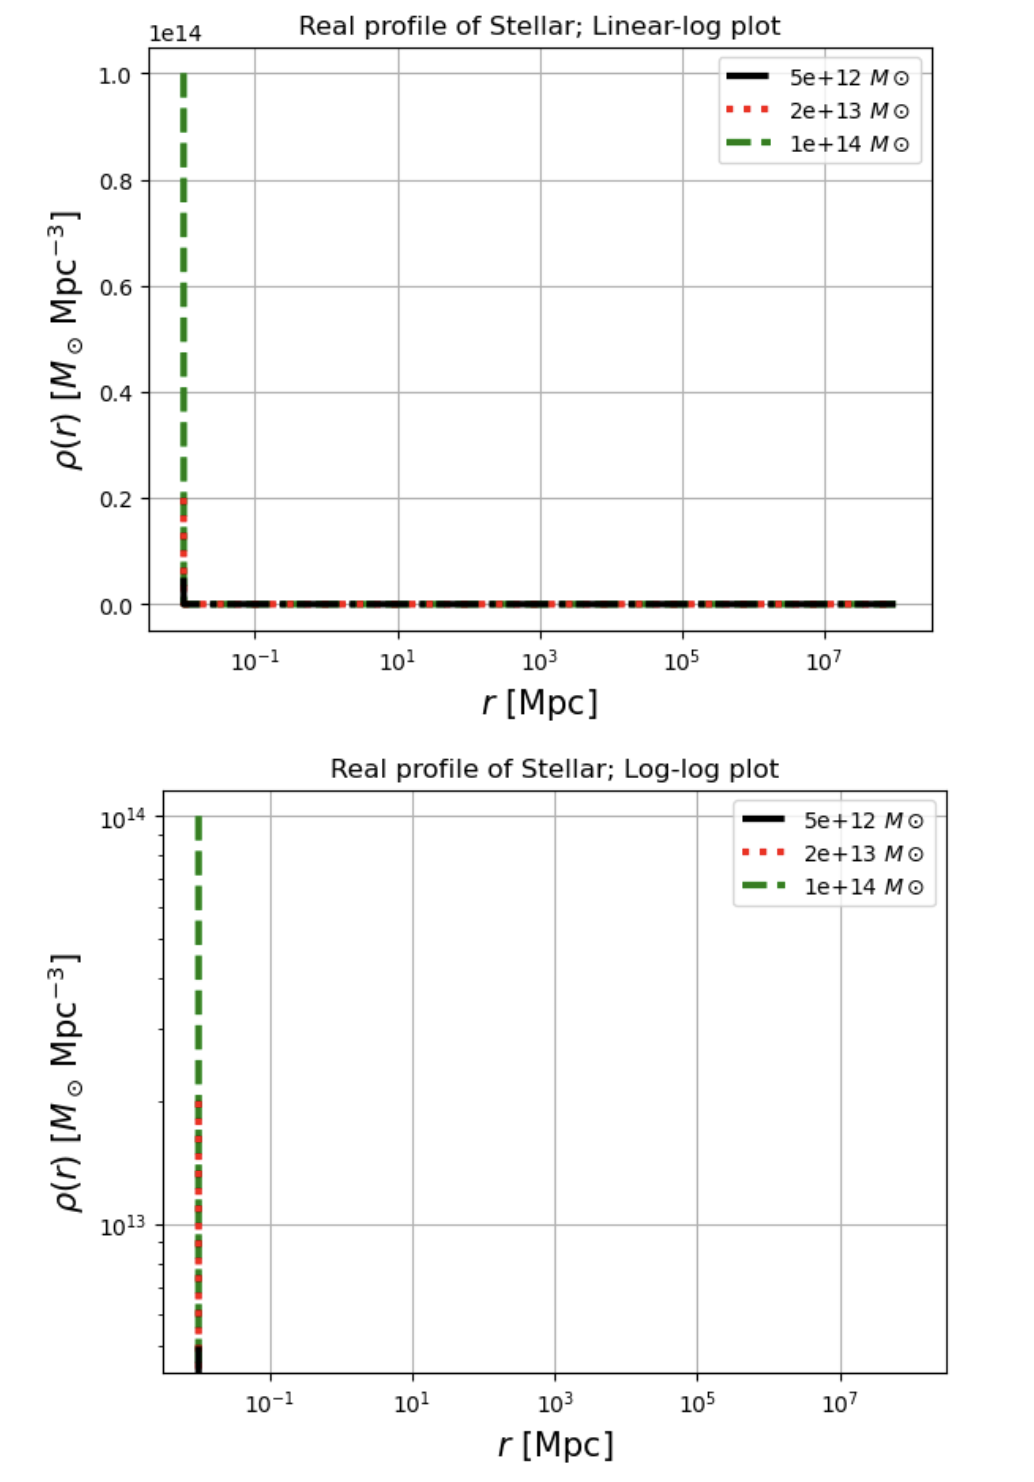 Real profile of Stellar; Linear-log plot
1e14
5e+12 M⊙
2e+13 M⊙
1e+14 M⊙
1.0
0.8
0.6
0.4
0.2
0.0
ρ(r) [M⊙ Mpc⁻³]
10⁻¹ 10¹ 10³ 10⁵ 10⁷
r [Mpc]
Real profile of Stellar; Log-log plot
5e+12 M⊙
2e+13 M⊙
1e+14 M⊙
10¹⁴
10¹³
ρ(r) [M⊙ Mpc⁻³]
10⁻¹ 10¹ 10³ 10⁵ 10⁷
r [Mpc]